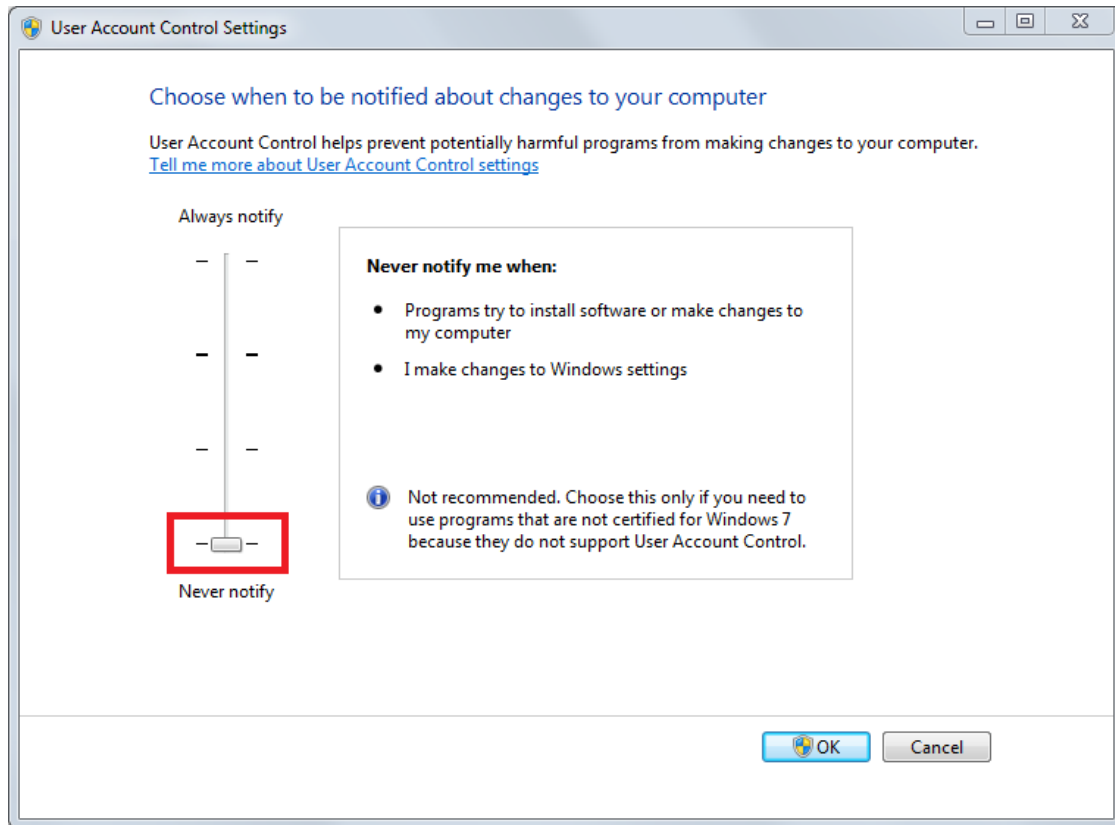 User Account Control Settings
Choose when to be notified about changes to your computer
User Account Control helps prevent potentially harmful programs from making changes to your computer.
Tell me more about User Account Control settings
Always notify
Never notify me when:
• Programs try to install software or make changes to
my computer
• I make changes to Windows settings
Not recommended. Choose this only if you need to
use programs that are not certified for Windows 7
because they do not support User Account Control.
Never notify
OK
Cancel